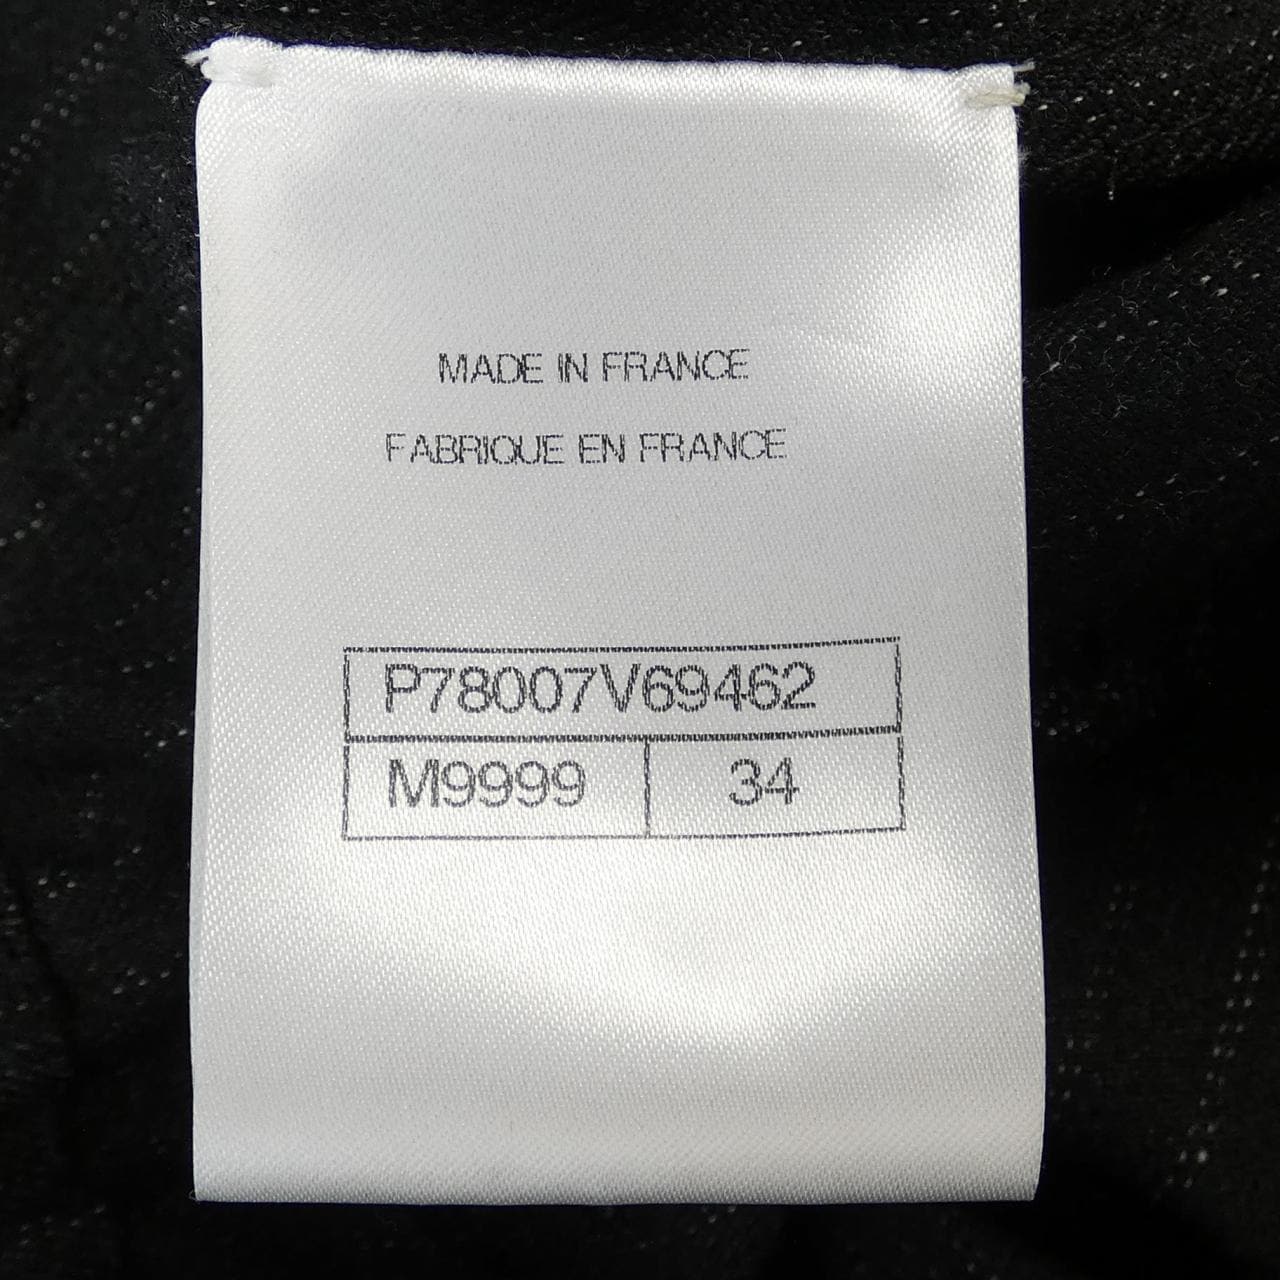 MADE IN FRANCE
FABRIQUE EN FRANCE
P78007V69462
M9999 34